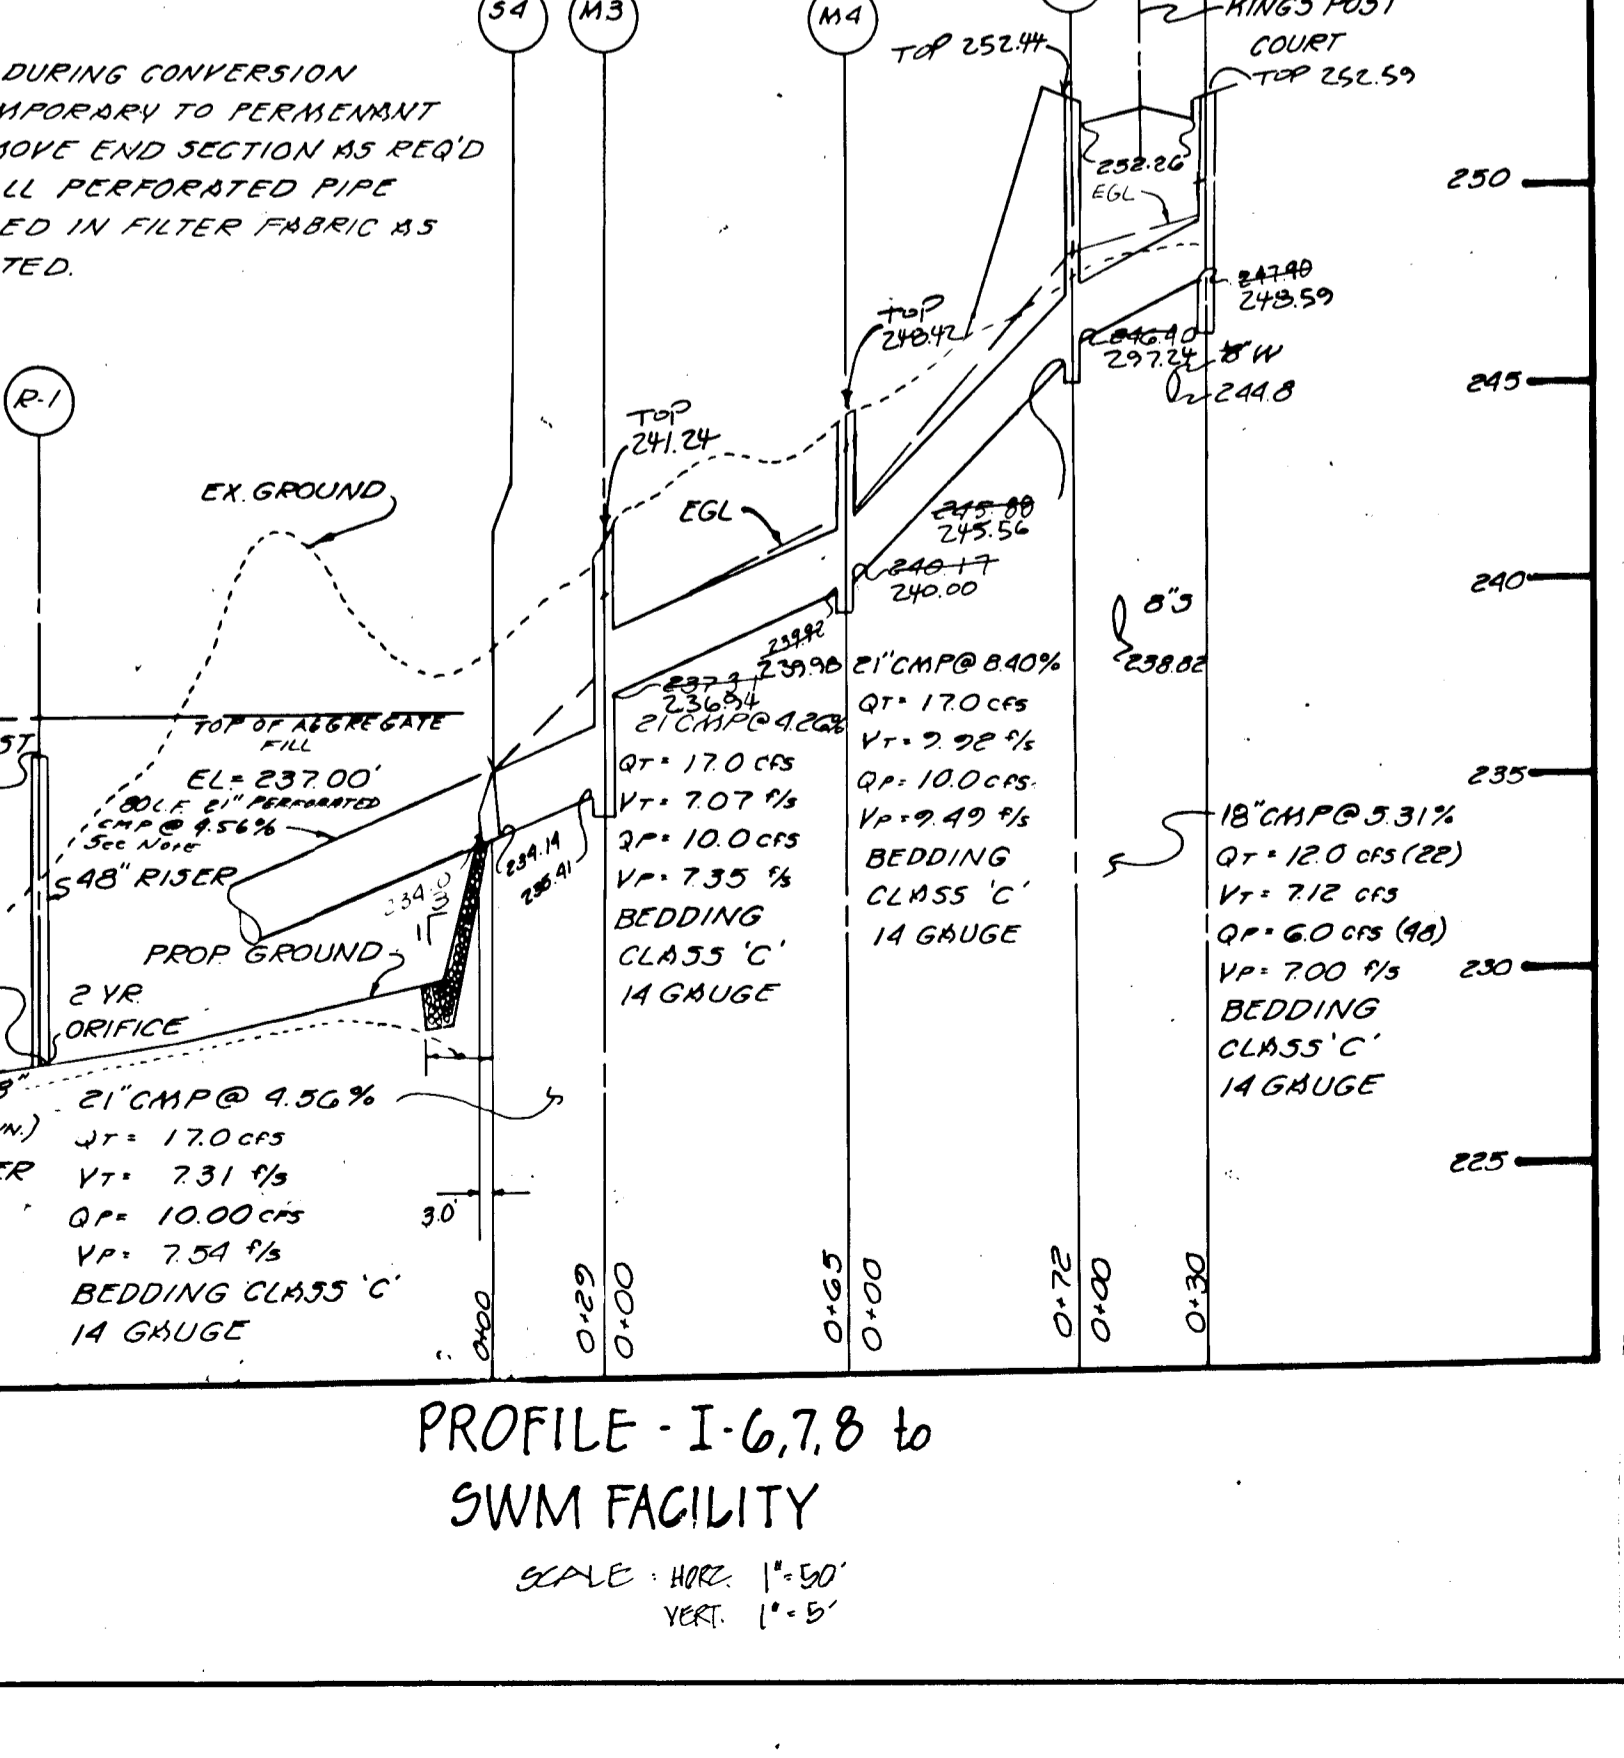 S4
M3
M4
KINGS POST
COURT
TOP 252.44
TOP 252.59
DURING CONVERSION
MPORARY TO PERMENANT
MOVE END SECTION AS REQ'D
LL PERFORATED PIPE
ED IN FILTER FABRIC AS
TED.
252.26
EGL
250
247.90
248.59
TOP
248.42
246.40
297.24
8" W
244.8
245
R-1
TOP
241.24
EX. GROUND
EGL
245.88
245.56
240.17
240.00
240
8"S
238.82
239.92
239.98
237.31
236.94
21 CMP @ 4.26%
QT = 17.0 cfs
VT = 7.07 f/s
QP = 10.0 cfs
VP = 7.35 f/s
BEDDING
CLASS 'C'
14 GAUGE
21" CMP @ 8.40%
QT = 17.0 cfs
VT = 9.92 f/s
QP = 10.0 cfs.
VP = 9.49 f/s
BEDDING
CLASS 'C'
14 GAUGE
ST
TOP OF AGGREGATE
FILL
EL = 237.00'
80 L.F. 21" PERFORATED
CMP @ 4.56%
See Note
48" RISER
234.0
3
1
234.14
235.41
235
18" CMP @ 5.31%
QT = 12.0 cfs (22)
VT = 7.12 cfs
QP = 6.0 cfs (48)
VP = 7.00 f/s
BEDDING
CLASS 'C'
14 GAUGE
230
PROP GROUND
2 YR.
ORIFICE
21" CMP @ 4.56%
QT = 17.0 cfs
VT = 7.31 f/s
QP = 10.00 cfs
VP = 7.54 f/s
BEDDING CLASS 'C'
14 GAUGE
225
3.0'
0+00
0+29
0+00
0+65
0+00
0+72
0+00
0+30
PROFILE - I-6,7,8 to
SWM FACILITY
SCALE : HORZ. 1" = 50'
VERT. 1" = 5'